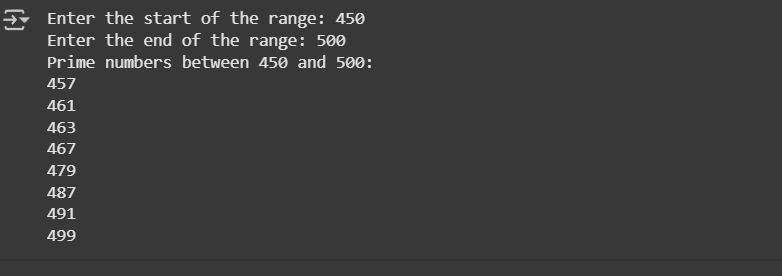 Enter the start of the range: 450
Enter the end of the range: 500
Prime numbers between 450 and 500:
457
461
463
467
479
487
491
499